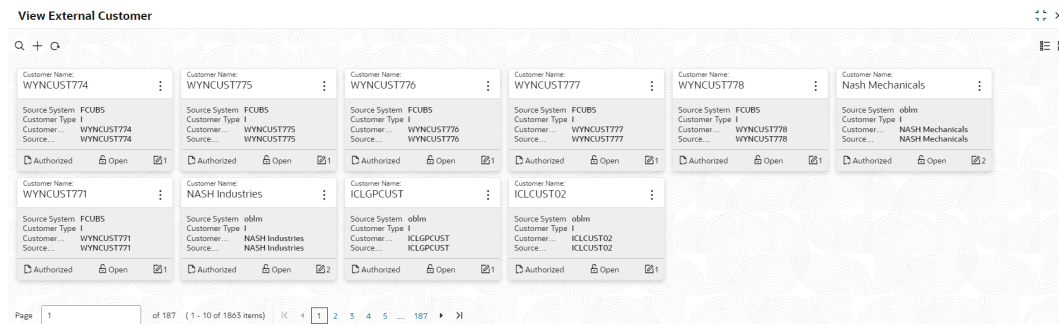 View External Customer
Customer Name: Customer Name: Customer Name: Customer Name: Customer Name: Customer Name:
WYNCUST774 WYNCUST775 WYNCUST776 WYNCUST777 WYNCUST778 Nash Mechanicals
Source System FCUBS Source System FCUBS Source System FCUBS Source System FCUBS Source System FCUBS Source System oblm
Customer Type I Customer Type I Customer Type I Customer Type I Customer Type I Customer Type I
Customer... WYNCUST774 Customer... WYNCUST775 Customer... WYNCUST776 Customer... WYNCUST777 Customer... WYNCUST778 Customer... NASH Mechanicals
Source... WYNCUST774 Source... WYNCUST775 Source... WYNCUST776 Source... WYNCUST777 Source... WYNCUST778 Source... NASH Mechanicals
Authorized Open 1 Authorized Open 1 Authorized Open 1 Authorized Open 1 Authorized Open 1 Authorized Open 2
Customer Name: Customer Name: Customer Name: Customer Name:
WYNCUST771 NASH Industries ICLGPCUST ICLCUST02
Source System FCUBS Source System oblm Source System oblm Source System oblm
Customer Type I Customer Type I Customer Type I Customer Type I
Customer... WYNCUST771 Customer... NASH Industries Customer... ICLGPCUST Customer... ICLCUST02
Source... WYNCUST771 Source... NASH Industries Source... ICLGPCUST Source... ICLCUST02
Authorized Open 1 Authorized Open 2 Authorized Open 1 Authorized Open 1
Page 1 of 187 (1 - 10 of 1863 items) 1 2 3 4 5 .... 187